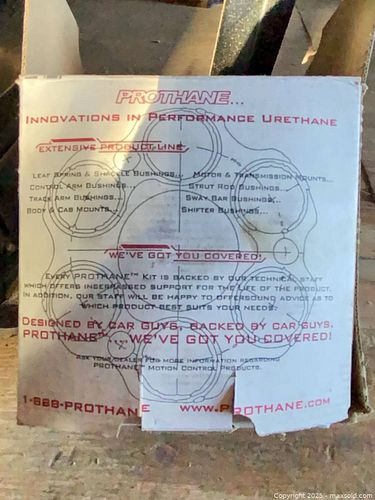 PROTHANE...
INNOVATIONS IN PERFORMANCE URETHANE
EXTENSIVE PRODUCT LINE
LEAF SPRING & SHACKLE BUSHINGS... MOTOR & TRANSMISSION MOUNTS...
CONTROL ARM BUSHINGS... STRUT ROD BUSHINGS...
TRACK ARM BUSHINGS... SWAY BAR BUSHINGS...
BODY & CAB MOUNTS... SHIFTER BUSHINGS...
WE'VE GOT YOU COVERED!
EVERY PROTHANE™ KIT IS BACKED BY OUR TECHNICAL STAFF
WHICH OFFERS INCREASED SUPPORT FOR THE LIFE OF THE PRODUCT.
IN ADDITION, OUR STAFF WILL BE HAPPY TO OFFERSOUND ADVICE AS TO
WHICH PRODUCT BEST SUITS YOUR NEEDS.
DESIGNED BY CAR GUYS, BACKED BY CAR GUYS.
PROTHANE™... WE'VE GOT YOU COVERED!
ASK YOUR DEALER FOR MORE INFORMATION REGARDING
PROTHANE™ MOTION CONTROL PRODUCTS.
1-888-PROTHANE WWW.PROTHANE.COM
Copyright 2025 - maxsold.com